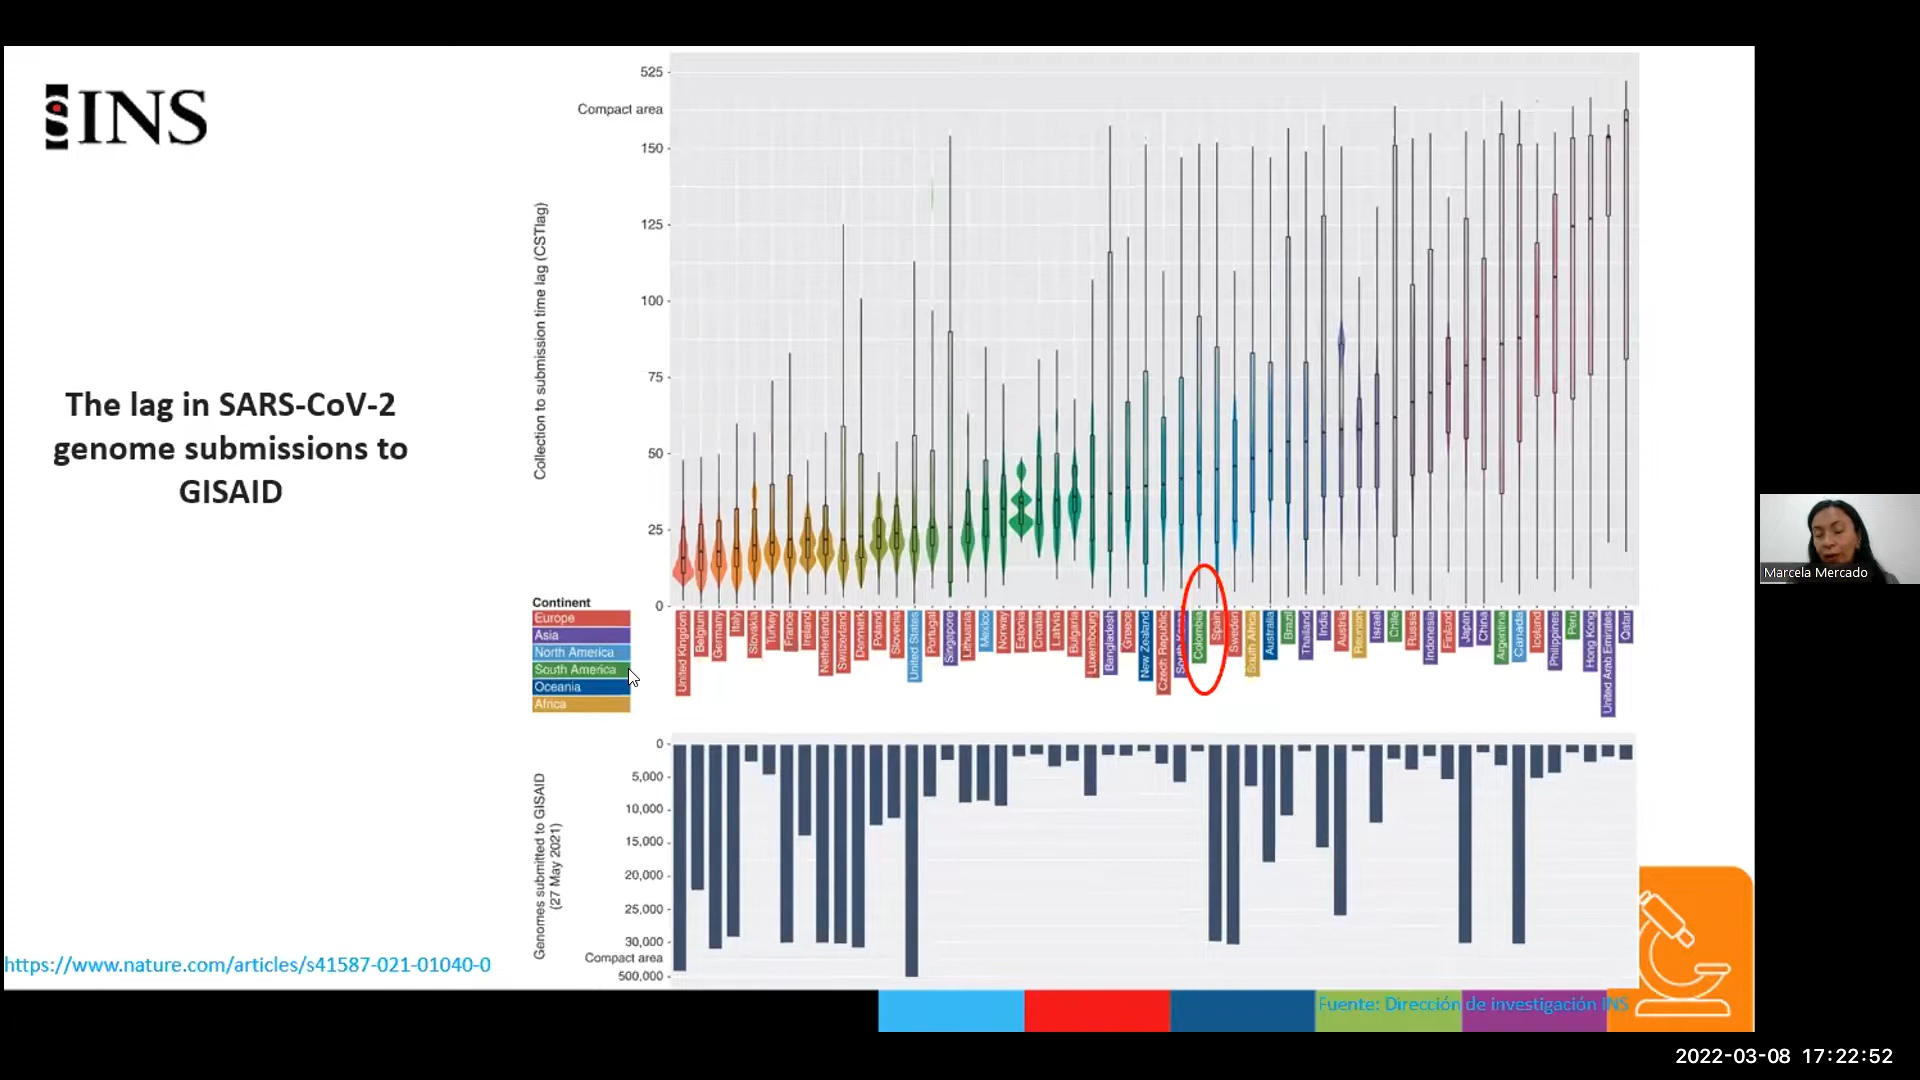 INS
The lag in SARS-CoV-2
genome submissions to
GISAID
https://www.nature.com/articles/s41587-021-01040-0
Collection to submission time lag (CSTlag)
525
Compact area
150
125
100
75
50
25
0
Continent
Europe
Asia
North America
South America
Oceania
Africa
United Kingdom
Belgium
Germany
Italy
Slovakia
Turkey
France
Ireland
Netherlands
Switzerland
Denmark
Poland
Slovenia
United States
Portugal
Singapore
Lithuania
Mexico
Norway
Estonia
Croatia
Latvia
Bulgaria
Luxembourg
Bangladesh
Greece
New Zealand
Czech Republic
South Korea
Colombia
Spain
Sweden
South Africa
Australia
Brazil
Thailand
India
Austria
Reunion
Israel
Chile
Russia
Indonesia
Finland
Japan
China
Argentina
Canada
Iceland
Philippines
Peru
Hong Kong
United Arab Emirates
Qatar
Genomes submitted to GISAID
(27 May 2021)
0
5,000
10,000
15,000
20,000
25,000
30,000
Compact area
500,000
Fuente: Dirección de investigación INS
Marcela Mercado
2022-03-08 17:22:52